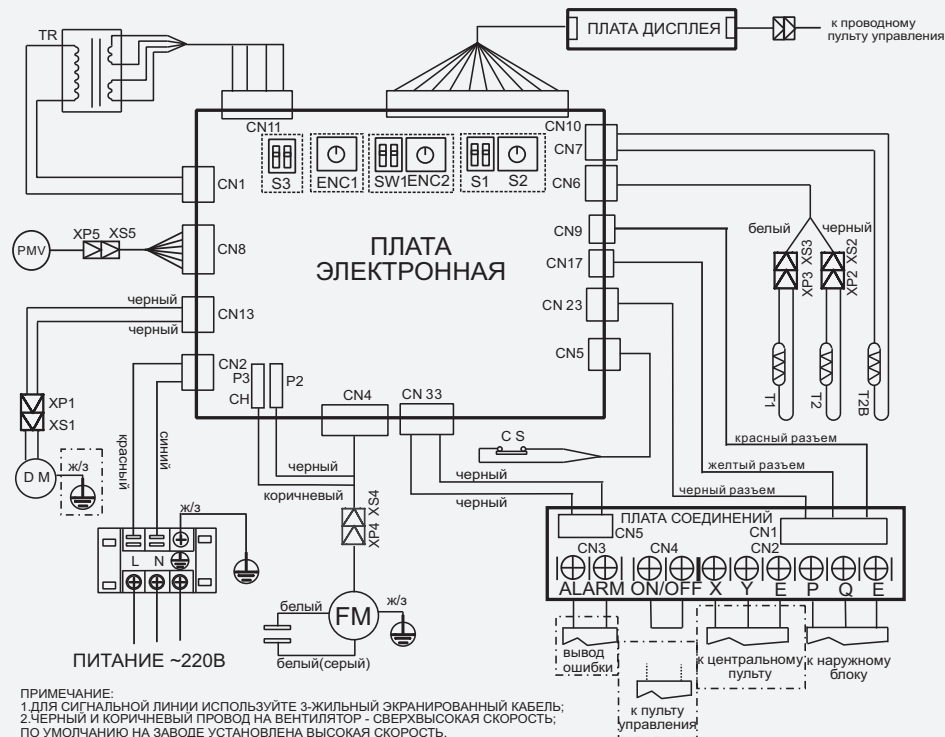 TR
ПЛАТА ДИСПЛЕЯ
к проводному
пульту управления
CN11
CN10
CN7
S3
ENC1
SW1
ENC2
S1
S2
CN1
CN6
PMV
XP5
XS5
CN8
ПЛАТА
ЭЛЕКТРОННАЯ
CN9
белый
черный
CN17
XP3
XS3
XP2
XS2
черный
черный
CN13
CN 23
CN2
P3
CH
P2
CN4
CN 33
CN5
T1
T2
T2B
XP1
XS1
D M
ж/з
красный
синий
ж/з
C S
красный разъем
желтый разъем
черный разъем
черный
коричневый
черный
черный
XP4
XS4
ПЛАТА СОЕДИНЕНИЙ
CN5
CN1
CN3
CN4
CN2
ALARM
ON/OFF
X
Y
E
P
Q
E
L
N
белый
FM
ж/з
белый(серый)
ПИТАНИЕ ~220В
вывод
ошибки
к центральному
пульту
к наружному
блоку
к пульту
управления
ПРИМЕЧАНИЕ:
1.ДЛЯ СИГНАЛЬНОЙ ЛИНИИ ИСПОЛЬЗУЙТЕ 3-ЖИЛЬНЫЙ ЭКРАНИРОВАННЫЙ КАБЕЛЬ;
2.ЧЕРНЫЙ И КОРИЧНЕВЫЙ ПРОВОД НА ВЕНТИЛЯТОР - СВЕРХВЫСОКАЯ СКОРОСТЬ;
ПО УМОЛЧАНИЮ НА ЗАВОДЕ УСТАНОВЛЕНА ВЫСОКАЯ СКОРОСТЬ.